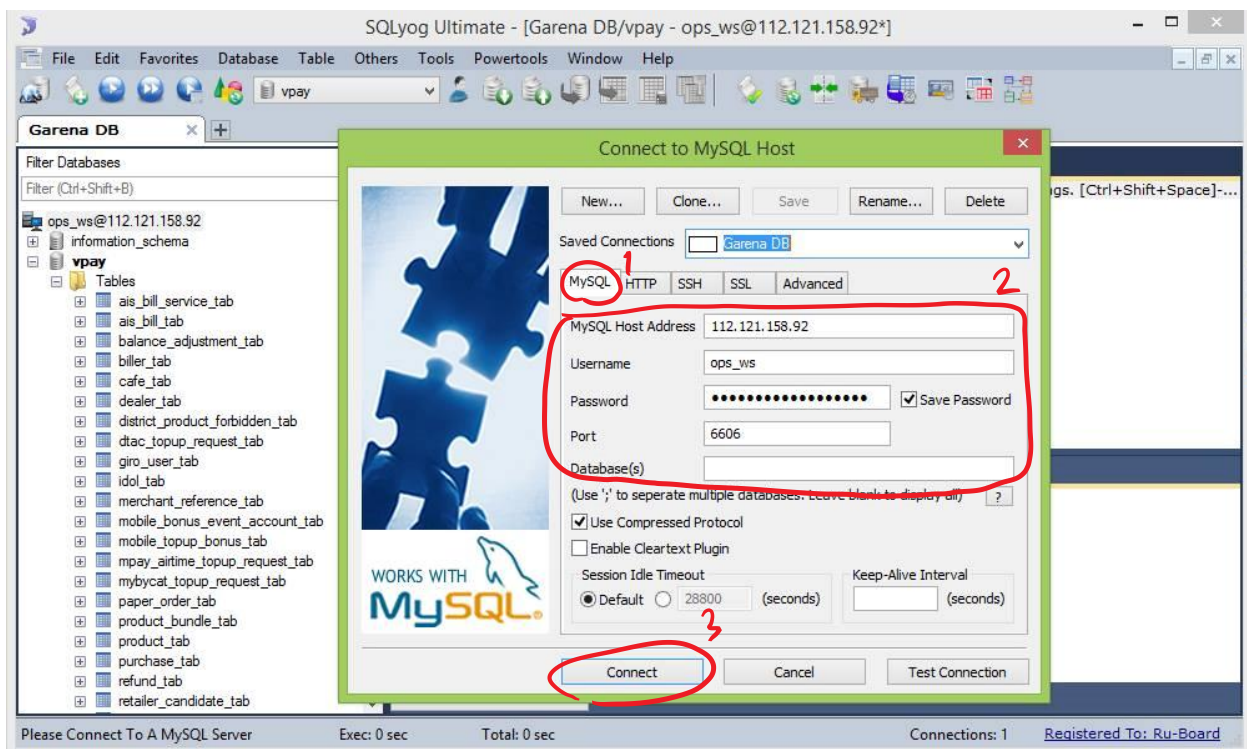 SQLyog Ultimate - [Garena DB/vpay - ops_ws@112.121.158.92*]
File Edit Favorites Database Table Others Tools Powertools Window Help
vpay
Garena DB
Filter Databases
Filter (Ctrl+Shift+B)
ops_ws@112.121.158.92
information_schema
vpay
Tables
ais_bill_service_tab
ais_bill_tab
balance_adjustment_tab
biller_tab
cafe_tab
dealer_tab
district_product_forbidden_tab
dtac_topup_request_tab
giro_user_tab
idol_tab
merchant_reference_tab
mobile_bonus_event_account_tab
mobile_topup_bonus_tab
mpay_airtime_topup_request_tab
mybycat_topup_request_tab
paper_order_tab
product_bundle_tab
product_tab
purchase_tab
refund_tab
retailer_candidate_tab
[Ctrl+Shift+Space]-...
Connect to MySQL Host
New... Clone... Save Rename... Delete
Saved Connections Garena DB
1
MySQL HTTP SSH SSL Advanced
2
MySQL Host Address 112.121.158.92
Username ops_ws
Password •••••••••••••••••• Save Password
Port 6606
Database(s)
(Use ';' to seperate multiple databases. Leave blank to display all) ?
Use Compressed Protocol
Enable Cleartext Plugin
Session Idle Timeout Keep-Alive Interval
Default 28800 (seconds) (seconds)
3
Connect Cancel Test Connection
WORKS WITH
MySQL
Please Connect To A MySQL Server Exec: 0 sec Total: 0 sec Connections: 1 Registered To: Ru-Board